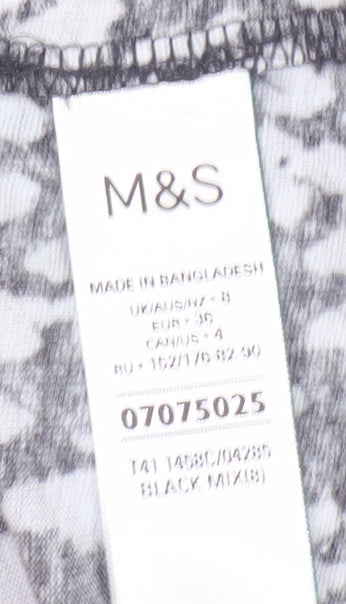 M&S
MADE IN BANGLADESH
UK/AUS/NZ - 8
EUR - 36
CAN/US - 4
RU - 152/176-82-90
07075025
T41 1458C/04285
BLACK MIX(8)